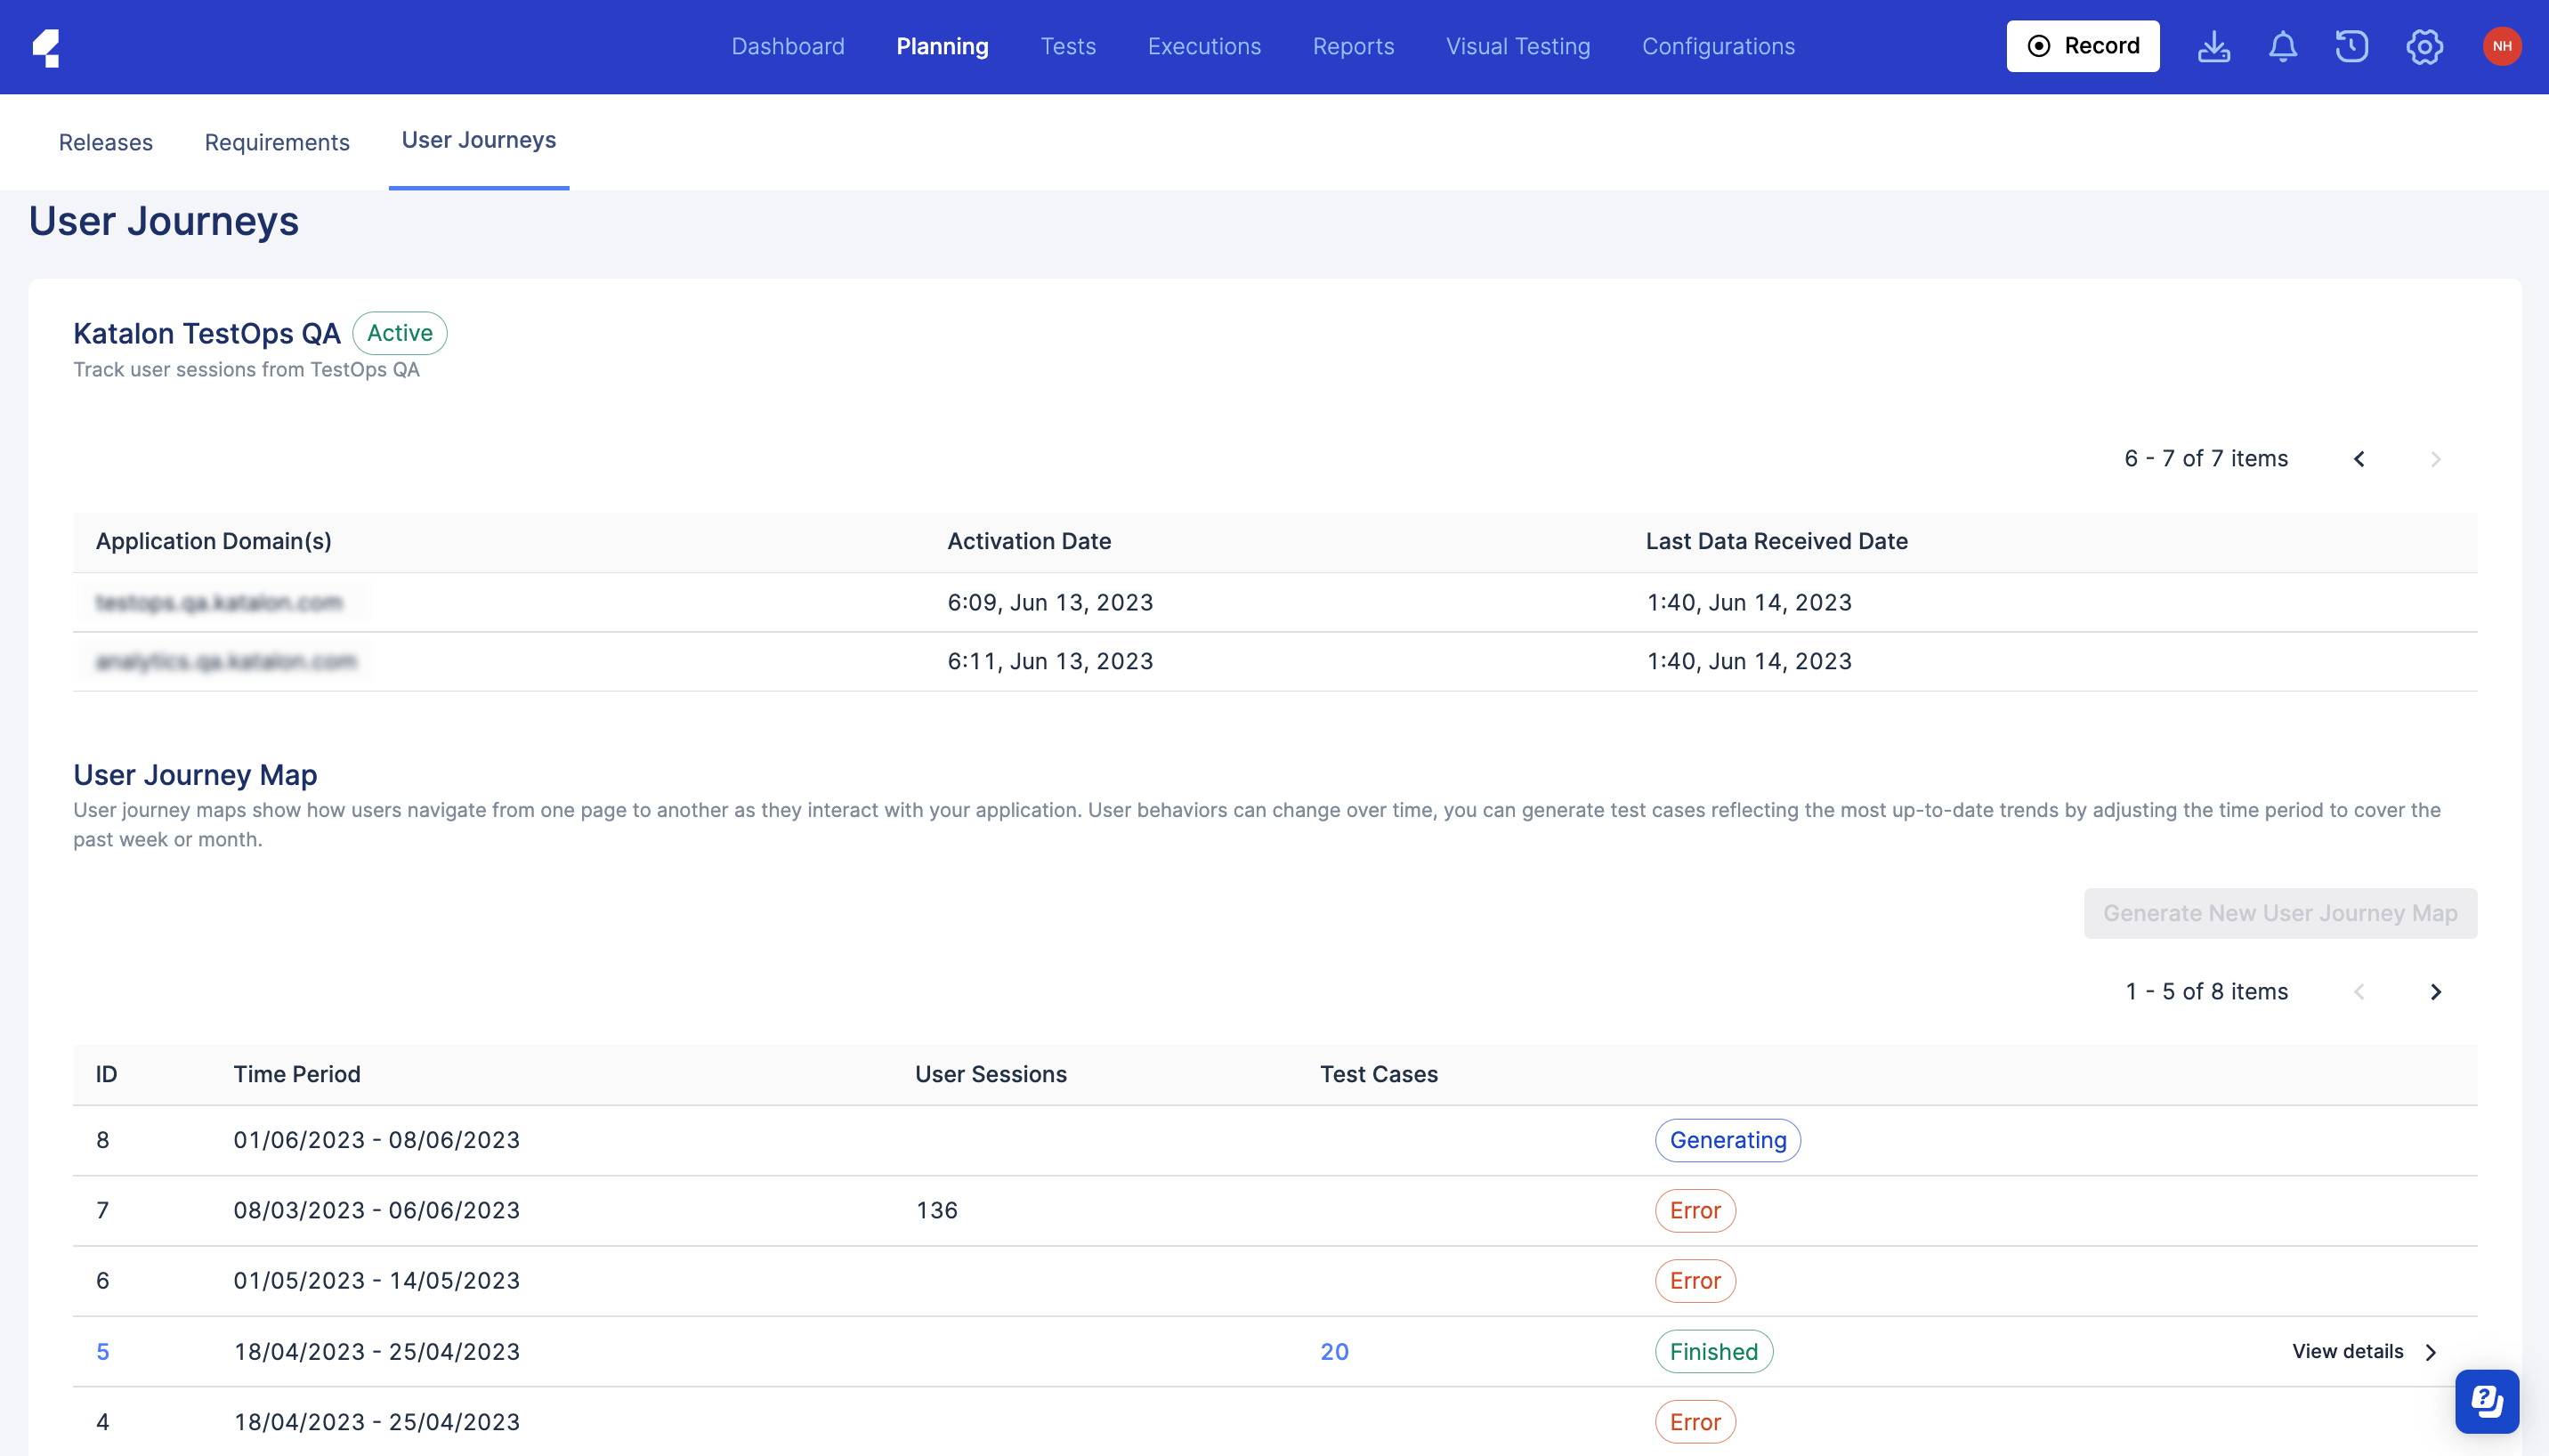 Dashboard Planning Tests Executions Reports Visual Testing Configurations Record NH
Releases Requirements User Journeys
User Journeys
Katalon TestOps QA Active
Track user sessions from TestOps QA
6 - 7 of 7 items
Application Domain(s) Activation Date Last Data Received Date
testops.qa.katalon.com 6:09, Jun 13, 2023 1:40, Jun 14, 2023
analytics.qa.katalon.com 6:11, Jun 13, 2023 1:40, Jun 14, 2023
User Journey Map
User journey maps show how users navigate from one page to another as they interact with your application. User behaviors can change over time, you can generate test cases reflecting the most up-to-date trends by adjusting the time period to cover the
past week or month.
Generate New User Journey Map
1 - 5 of 8 items
ID Time Period User Sessions Test Cases
8 01/06/2023 - 08/06/2023 Generating
7 08/03/2023 - 06/06/2023 136 Error
6 01/05/2023 - 14/05/2023 Error
5 18/04/2023 - 25/04/2023 20 Finished View details
4 18/04/2023 - 25/04/2023 Error